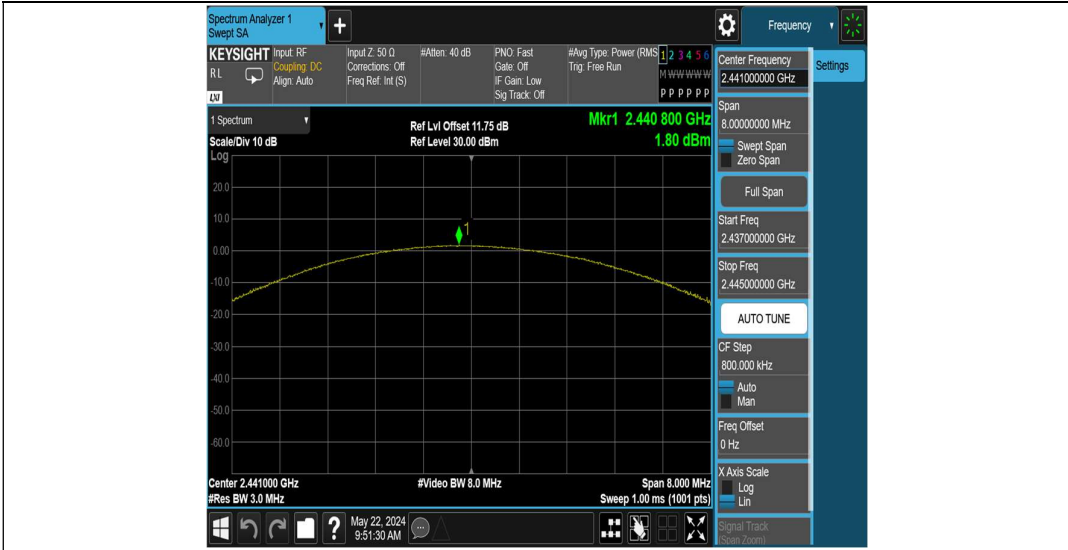 Spectrum Analyzer 1
Swept SA
Frequency
KEYSIGHT
RL
LXI
Input: RF
Coupling: DC
Align: Auto
Input Z: 50 Ω
Corrections: Off
Freq Ref: Int (S)
#Atten: 40 dB
PNO: Fast
Gate: Off
IF Gain: Low
Sig Track: Off
#Avg Type: Power (RMS
Trig: Free Run
1 2 3 4 5 6
M W W W W W
P P P P P P
1 Spectrum
Scale/Div 10 dB
Ref Lvl Offset 11.75 dB
Ref Level 30.00 dBm
Mkr1 2.440 800 GHz
1.80 dBm
Log
20.0
10.0
0.00
-10.0
-20.0
-30.0
-40.0
-50.0
-60.0
1
Center 2.441000 GHz
#Res BW 3.0 MHz
#Video BW 8.0 MHz
Span 8.000 MHz
Sweep 1.00 ms (1001 pts)
May 22, 2024
9:51:30 AM
Center Frequency
2.441000000 GHz
Settings
Span
8.00000000 MHz
Swept Span
Zero Span
Full Span
Start Freq
2.437000000 GHz
Stop Freq
2.445000000 GHz
AUTO TUNE
CF Step
800.000 kHz
Auto
Man
Freq Offset
0 Hz
X Axis Scale
Log
Lin
Signal Track
(Span Zoom)